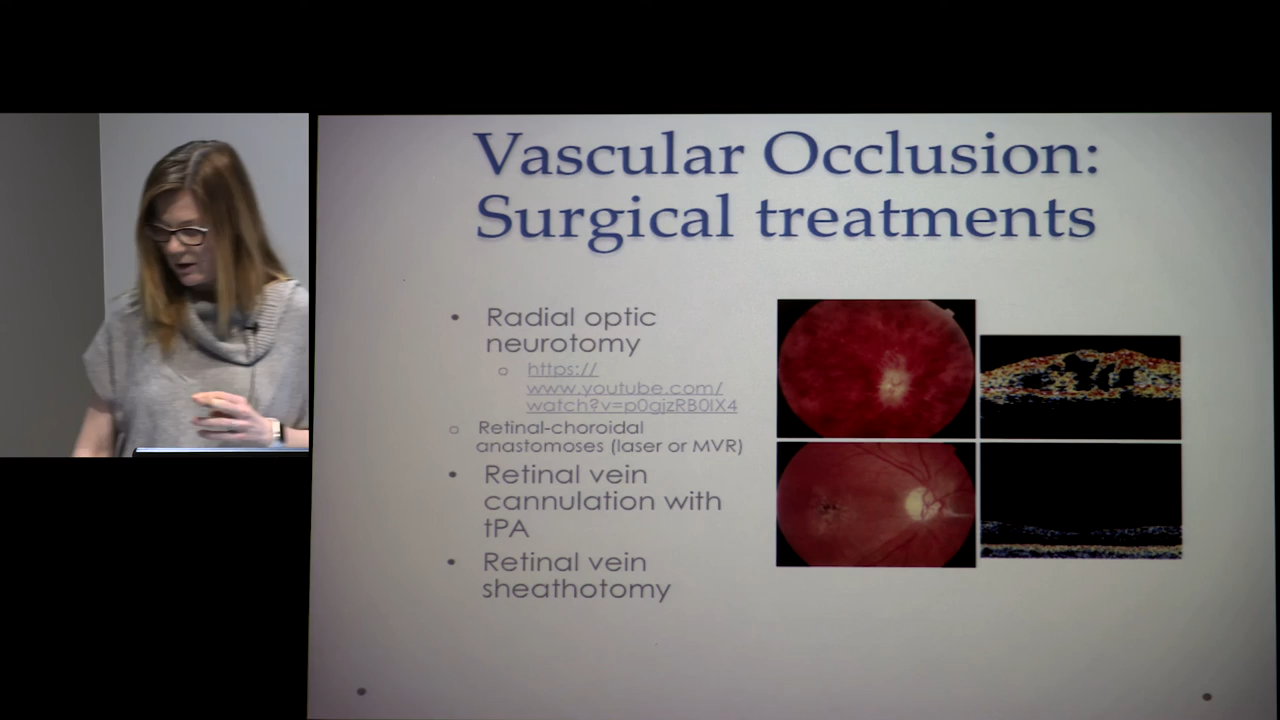 Vascular Occlusion:
Surgical treatments
• Radial optic
neurotomy
o https://
www.youtube.com/
watch?v=p0gjzRB0lX4
o Retinal-choroidal
anastomoses (laser or MVR)
• Retinal vein
cannulation with
tPA
• Retinal vein
sheathotomy